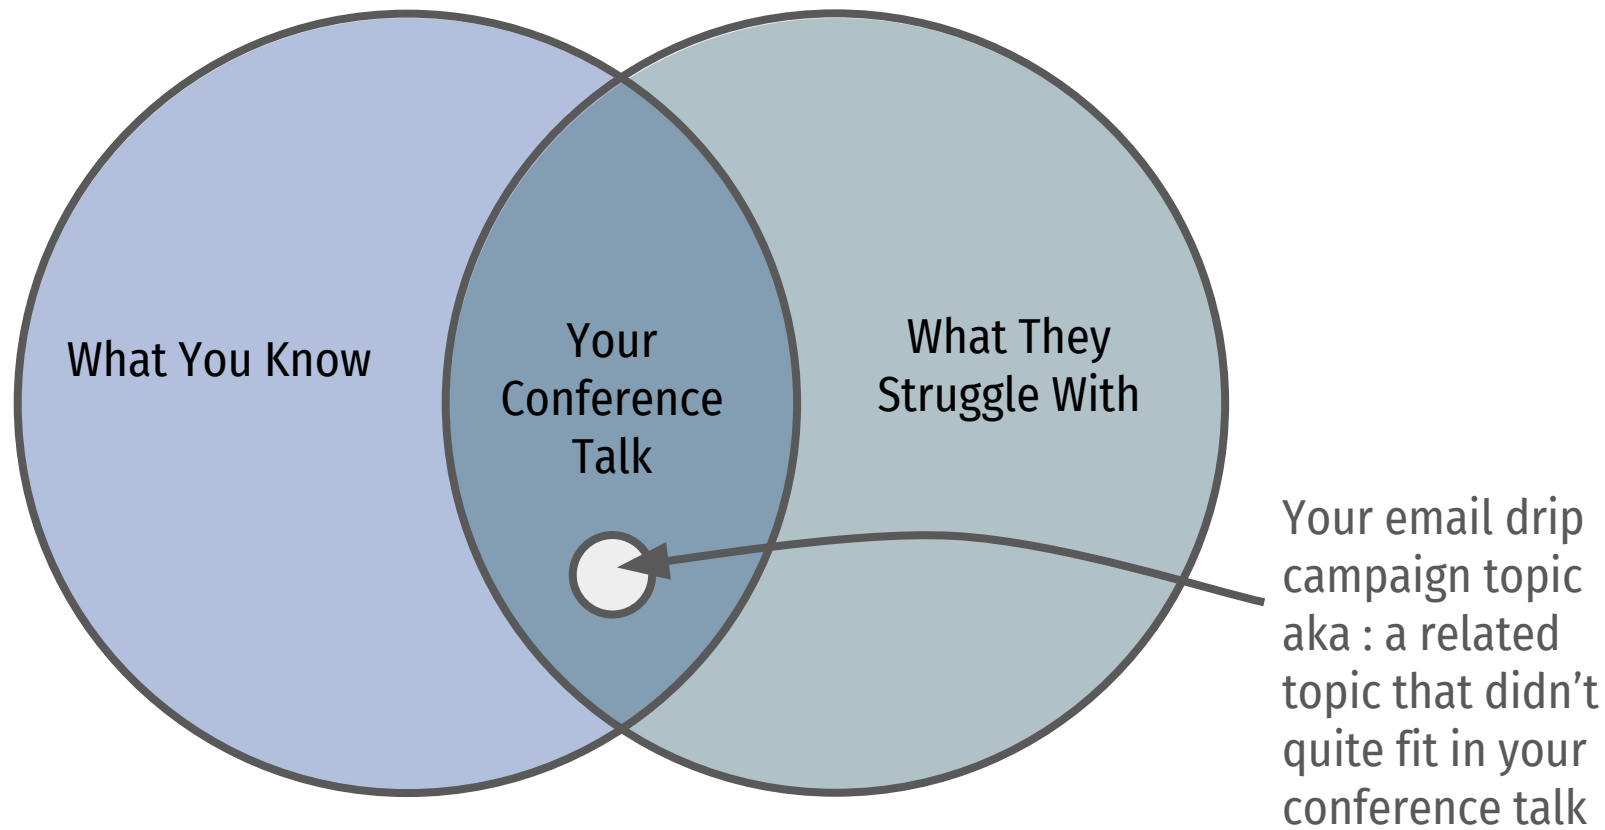 What You Know
Your
Conference
Talk
What They
Struggle With
Your email drip
campaign topic
aka : a related
topic that didn’t
quite fit in your
conference talk